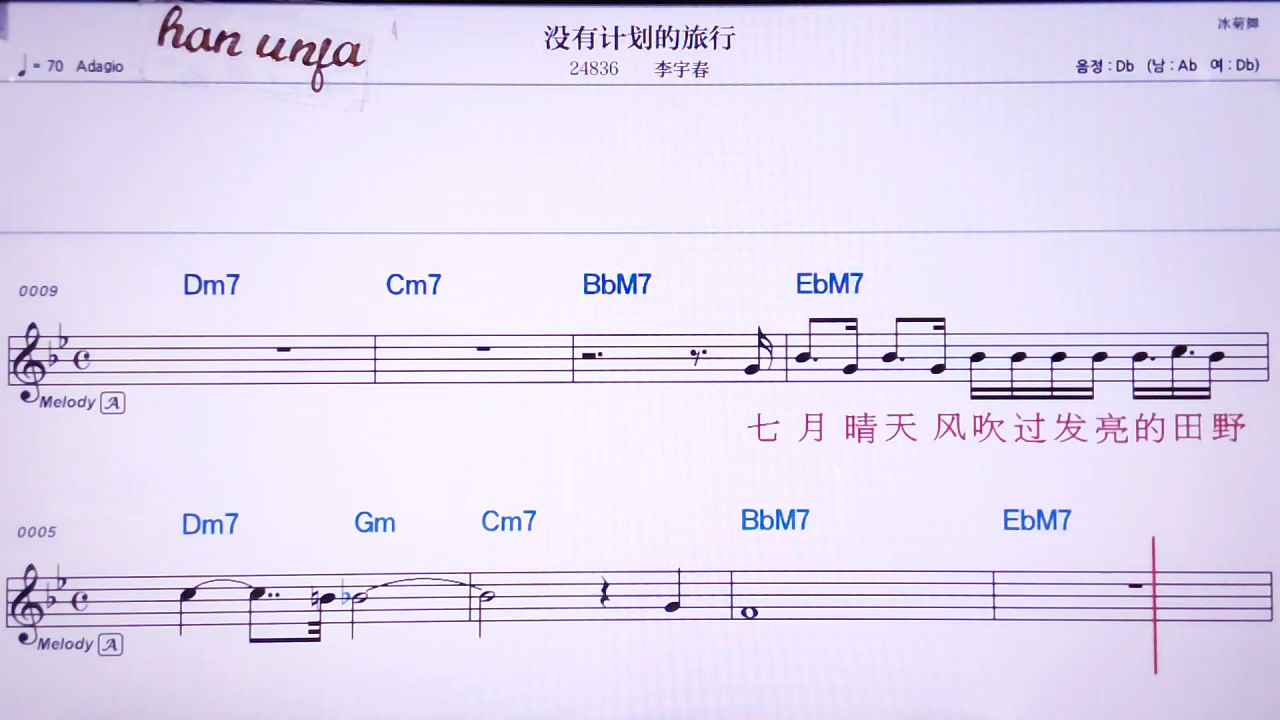 han unfa
没有计划的旅行
冰菊舞
♩= 70 Adagio
24836 李宇春
음정 : Db (남 : Ab 여 : Db)
0009 Dm7 Cm7 BbM7 EbM7
Melody A
七月晴天风吹过发亮的田野
0005 Dm7 Gm Cm7 BbM7 EbM7
Melody A